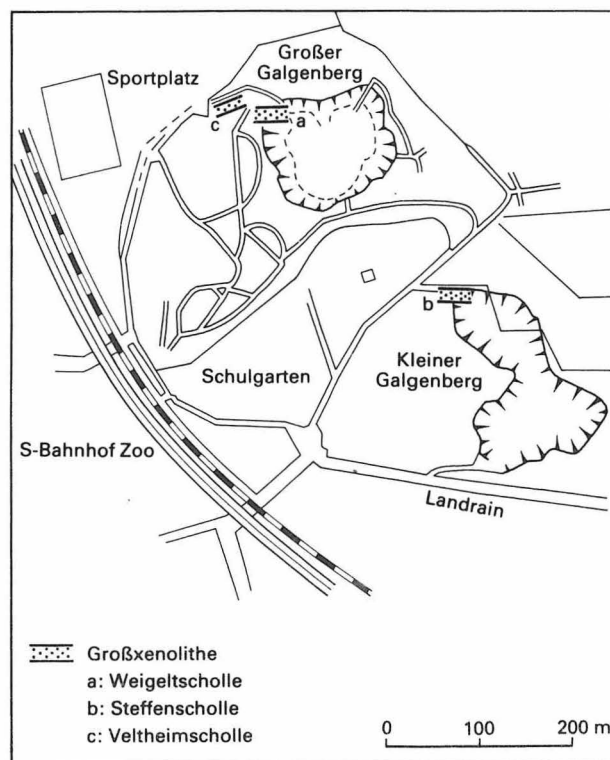 Großer
Galgenberg
Sportplatz
c
a
b
Schulgarten
Kleiner
Galgenberg
S-Bahnhof Zoo
Landrain
Großxenolithe
a: Weigeltscholle
b: Steffenscholle
c: Veltheimscholle
0 100 200 m